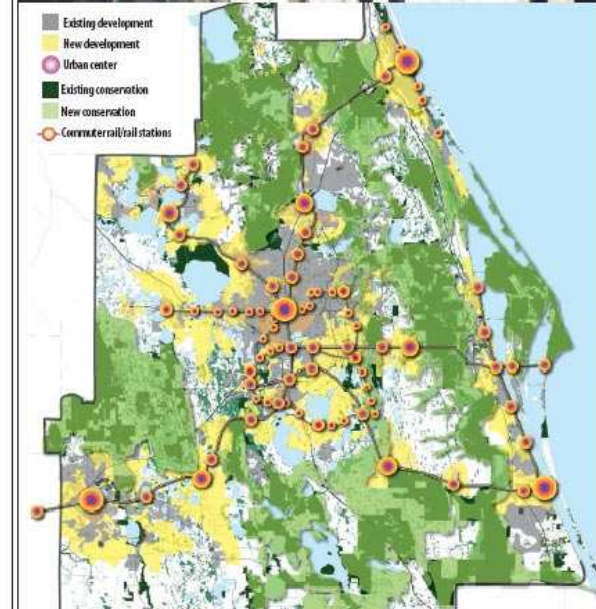 Existing development
New development
Urban center
Existing conservation
New conservation
Commuter rail/rail stations